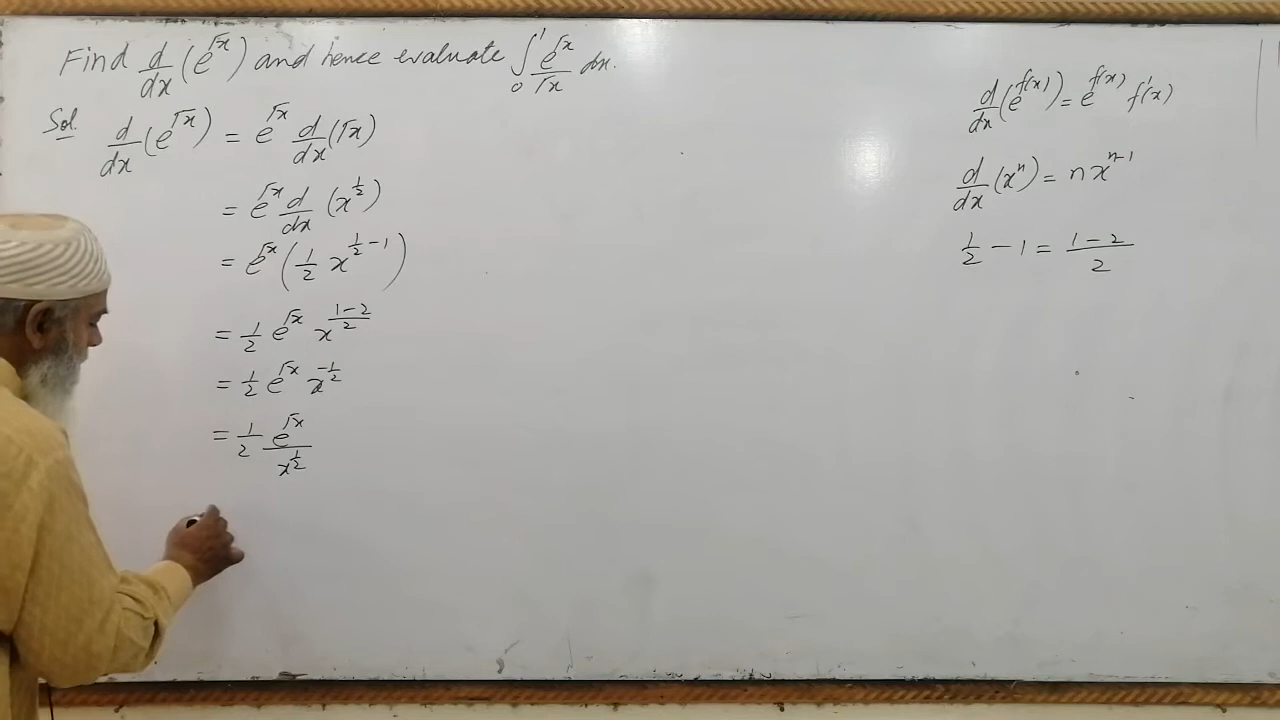 Find d/dx (e^√x) and hence evaluate ∫₀¹ e^√x/√x dx.
Sol. d/dx (e^√x) = e^√x d/dx (√x)
= e^√x d/dx (x^(1/2))
= e^√x (1/2 x^(1/2 - 1))
= 1/2 e^√x x^((1-2)/2)
= 1/2 e^√x x^(-1/2)
= 1/2 e^√x/x^(1/2)
d/dx (e^f(x)) = e^f(x) f'(x)
d/dx (x^n) = n x^(n-1)
1/2 - 1 = (1-2)/2